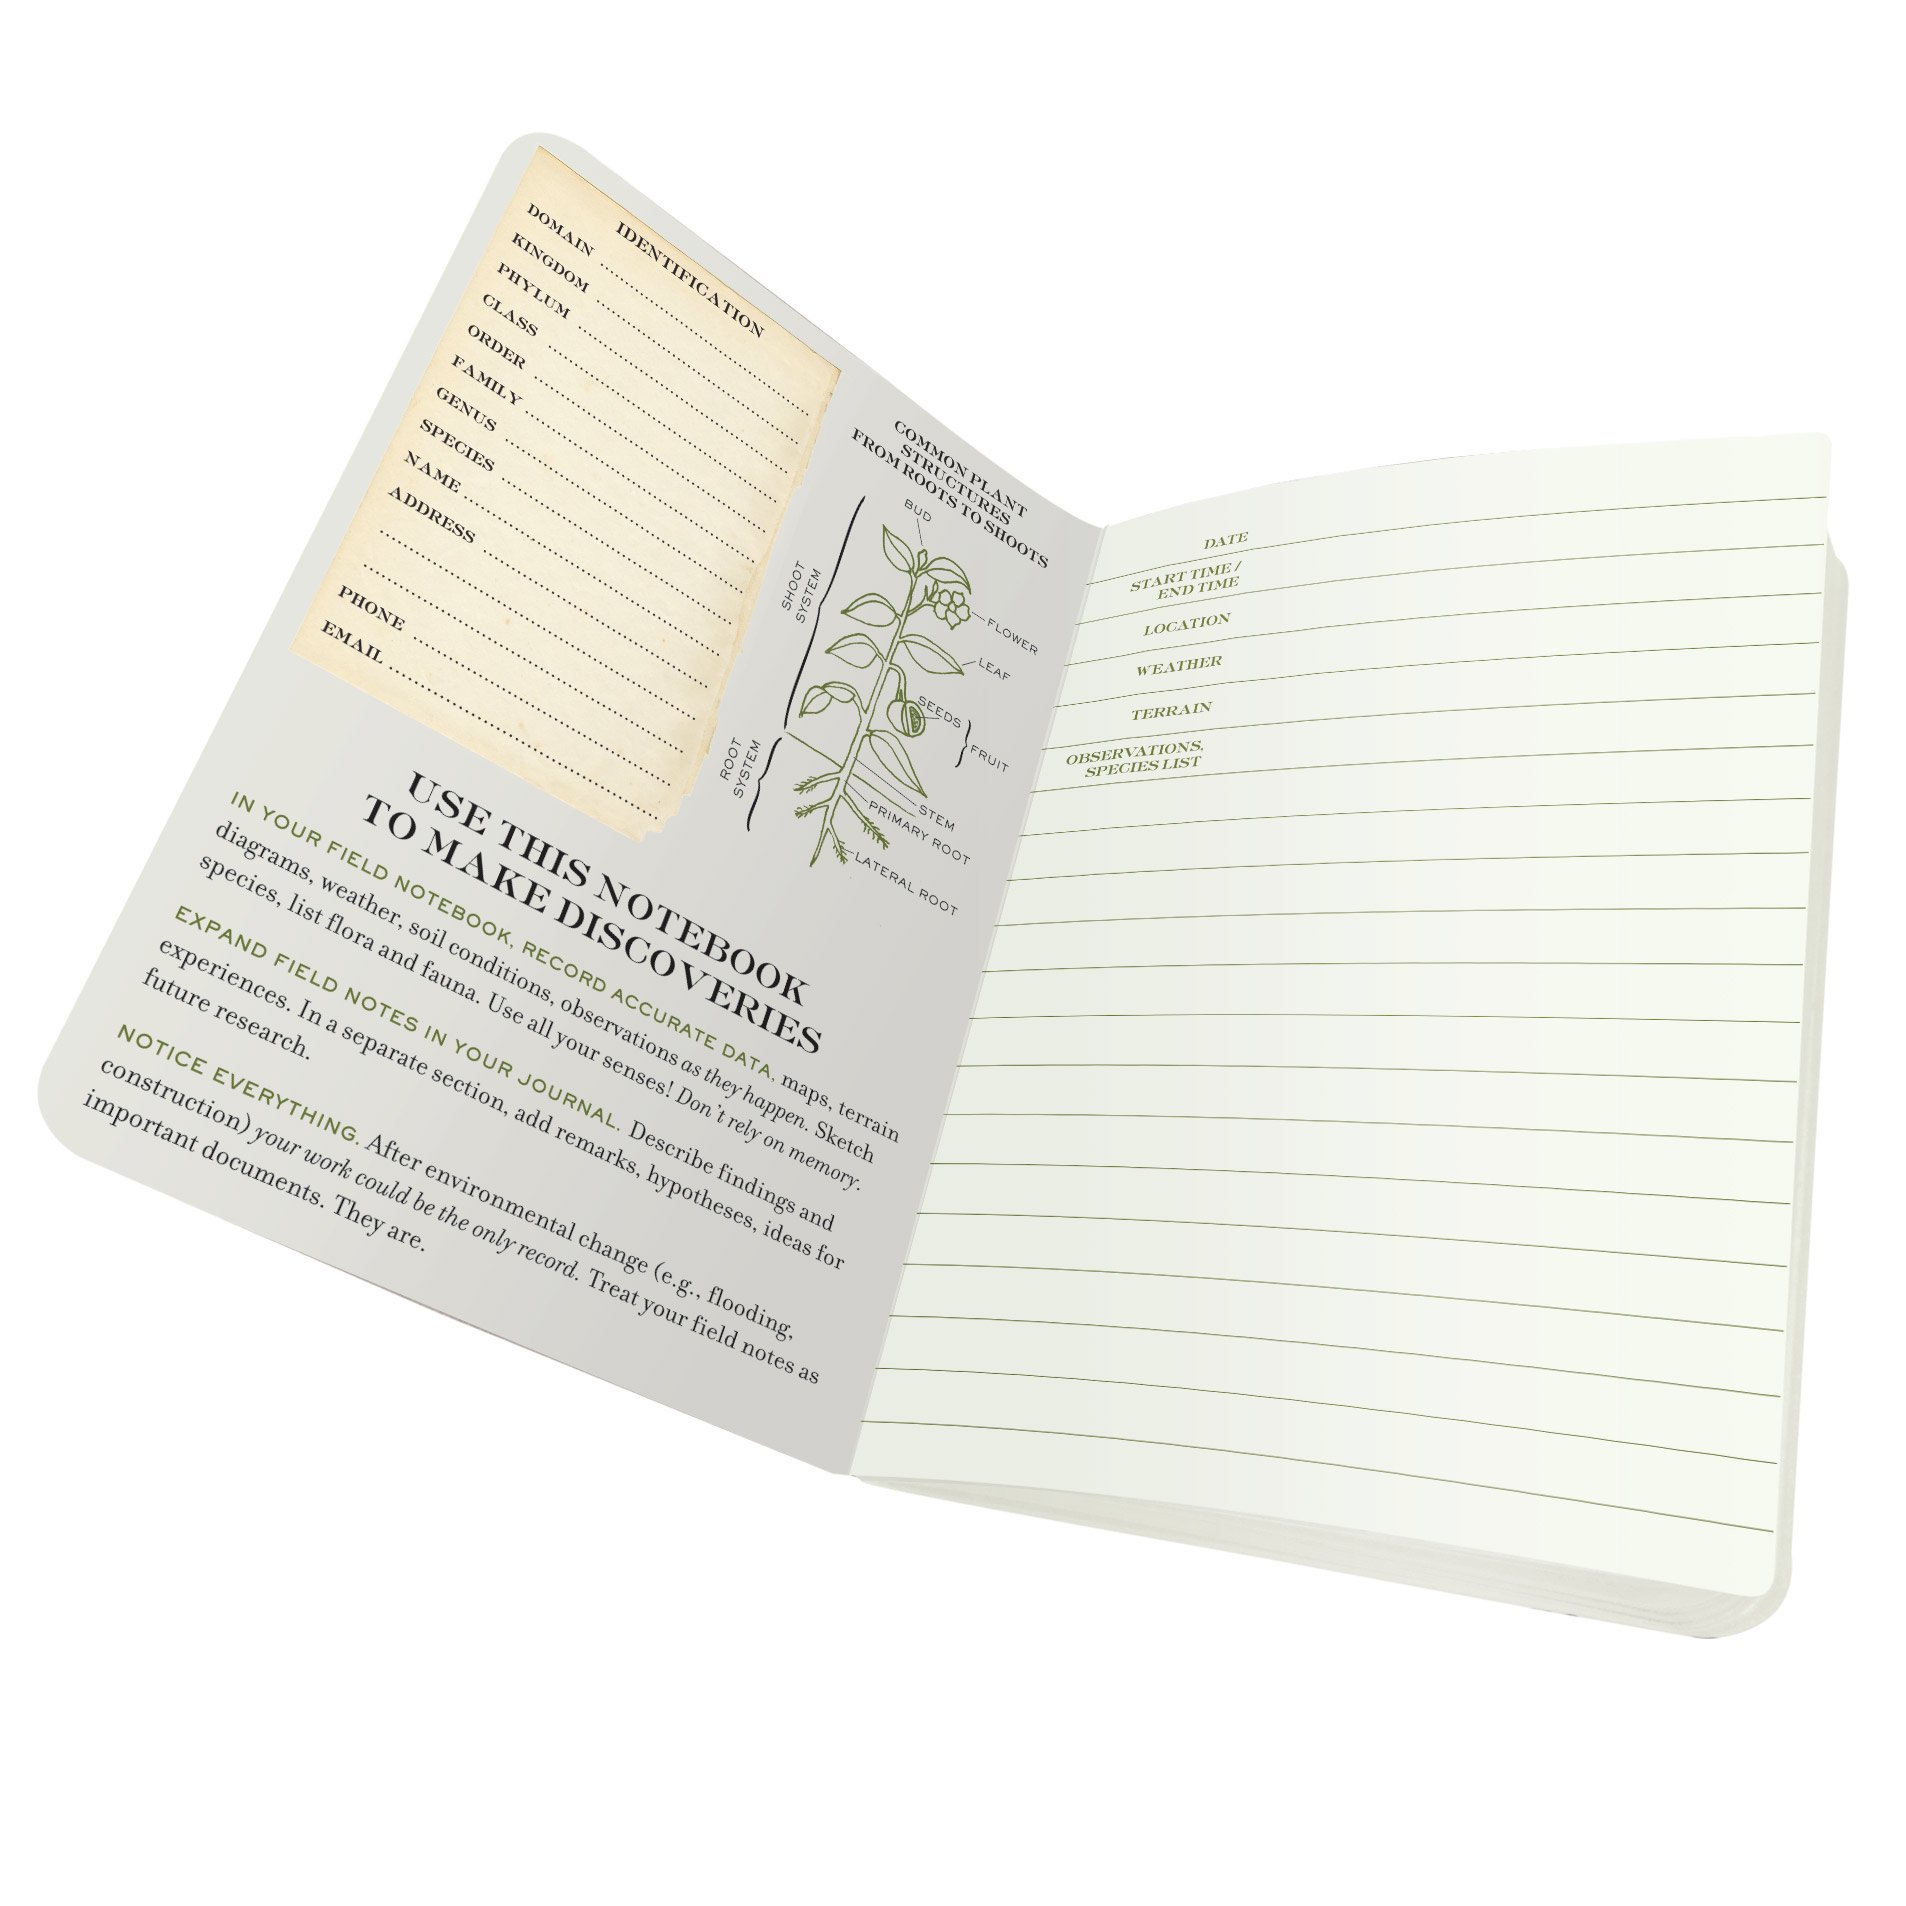 IDENTIFICATION
DOMAIN
KINGDOM
PHYLUM
CLASS
ORDER
FAMILY
GENUS
SPECIES
NAME
ADDRESS
PHONE
EMAIL
COMMON PLANT
STRUCTURES
FROM ROOTS TO SHOOTS
BUD
SHOOT
SYSTEM
FLOWER
LEAF
SEEDS
FRUIT
ROOT
SYSTEM
STEM
PRIMARY ROOT
LATERAL ROOT
USE THIS NOTEBOOK
TO MAKE DISCOVERIES
IN YOUR FIELD NOTEBOOK, RECORD ACCURATE DATA, maps, terrain
diagrams, weather, soil conditions, observations as they happen. Sketch
species, list flora and fauna. Use all your senses! Don't rely on memory.
EXPAND FIELD NOTES IN YOUR JOURNAL. Describe findings and
experiences. In a separate section, add remarks, hypotheses, ideas for
future research.
NOTICE EVERYTHING. After environmental change (e.g., flooding,
construction) your work could be the only record. Treat your field notes as
important documents. They are.
DATE
START TIME /
END TIME
LOCATION
WEATHER
TERRAIN
OBSERVATIONS,
SPECIES LIST